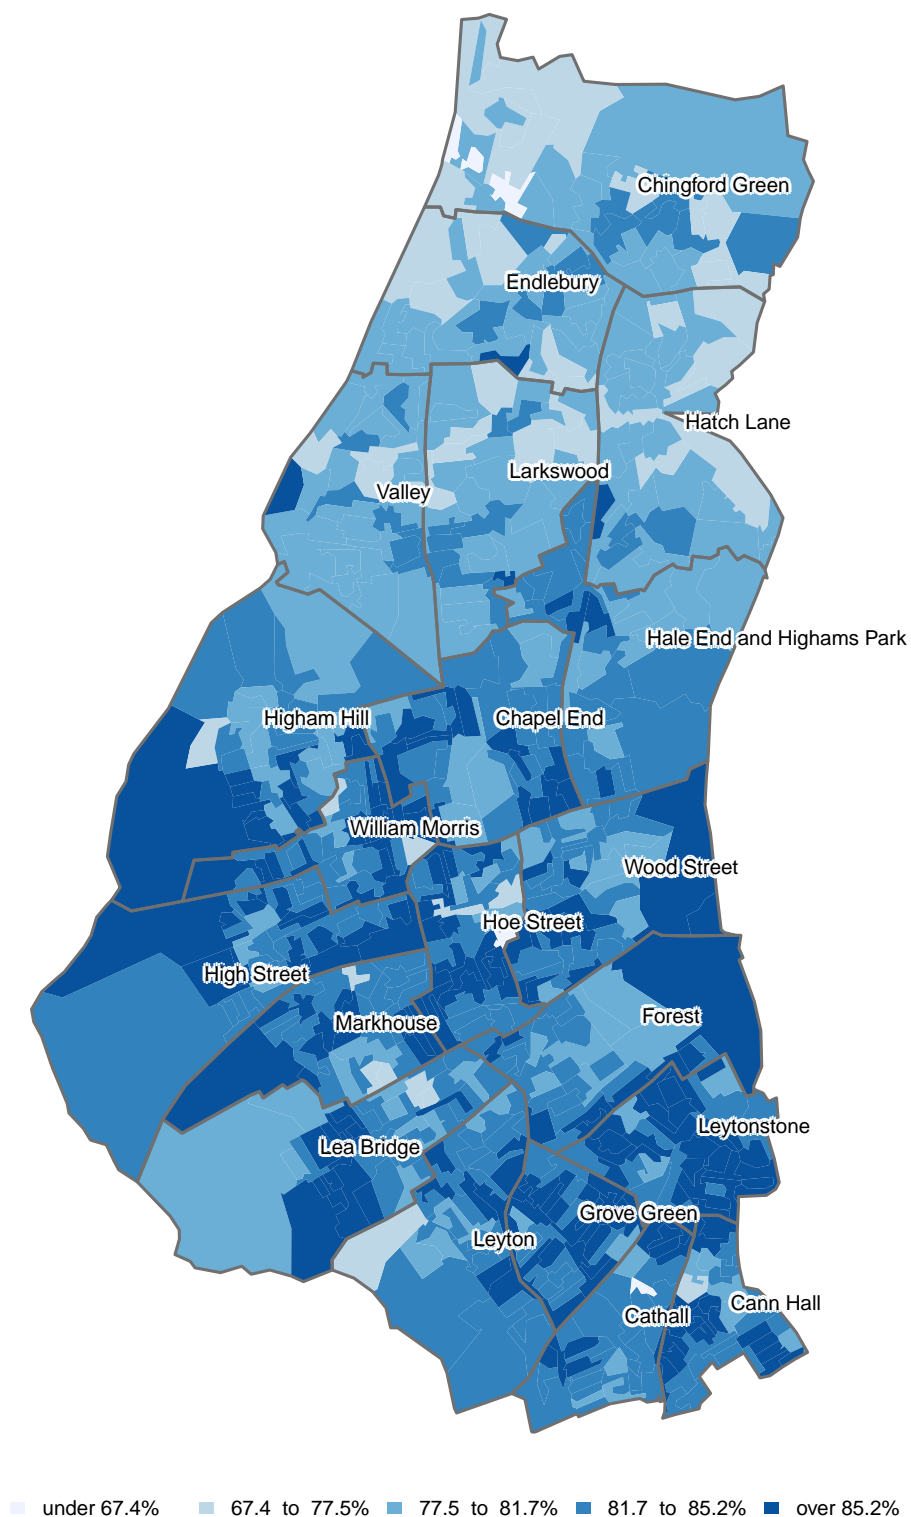 Chingford Green
Endlebury
Hatch Lane
Larkswood
Valley
Hale End and Highams Park
Higham Hill
Chapel End
William Morris
Wood Street
Hoe Street
High Street
Forest
Markhouse
Leytonstone
Lea Bridge
Grove Green
Leyton
Cann Hall
Cathall
under 67.4% 67.4 to 77.5% 77.5 to 81.7% 81.7 to 85.2% over 85.2%